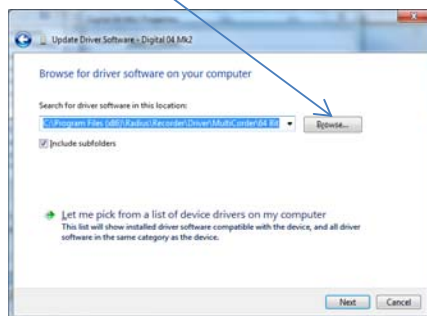 Update Driver Software - Digital 04 Mk2
Browse for driver software on your computer
Search for driver software in this location:
C:\Program Files (x86)\Radius\Recorder\Driver\MultiCorder\64 Bit
Browse...
Include subfolders
Let me pick from a list of device drivers on my computer
This list will show installed driver software compatible with the device, and all driver
software in the same category as the device.
Next Cancel